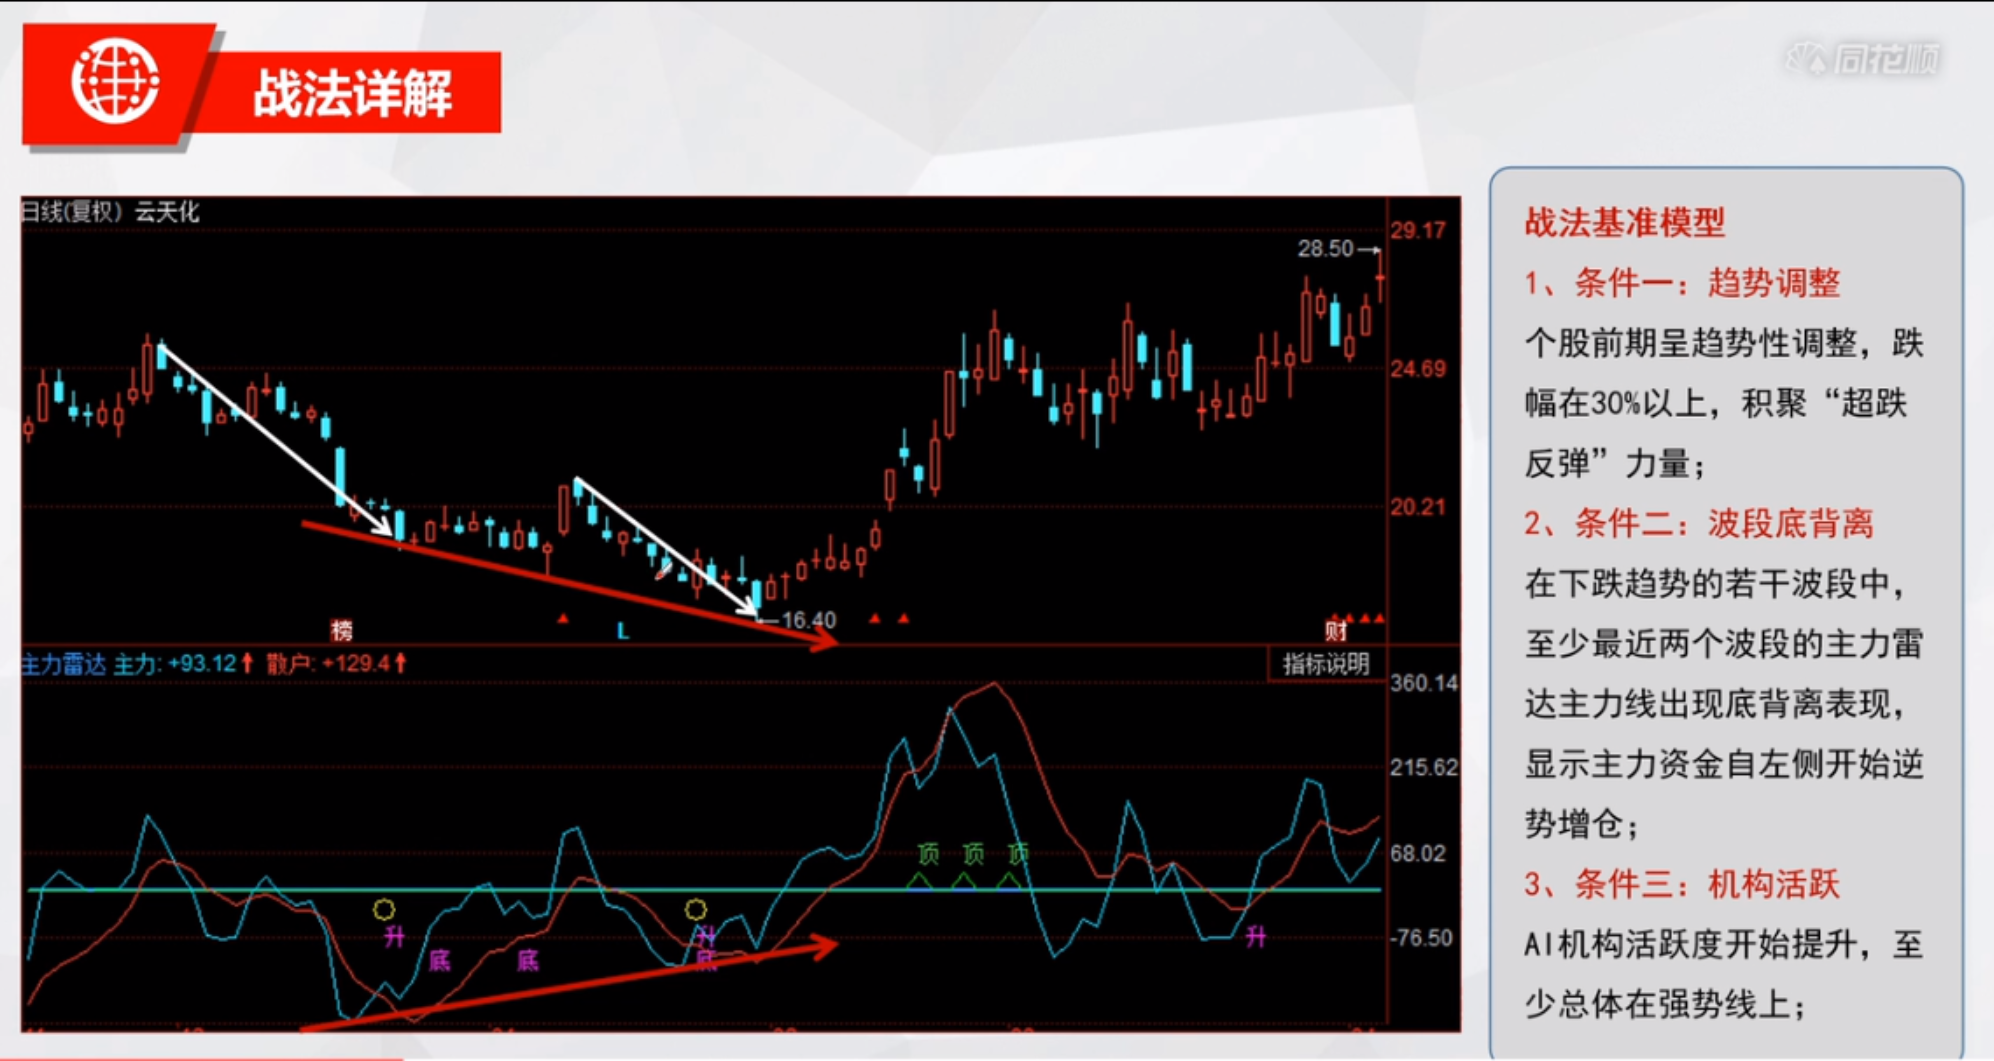 战法详解
同花顺
日线(复权) 云天化
29.17
28.50
24.69
20.21
16.40
榜
L
财
主力雷达 主力: +93.12 散户: +129.4
指标说明
360.14
215.62
68.02
-76.50
顶 顶 顶
升 升 升
底 底 底
战法基准模型
1、条件一: 趋势调整
个股前期呈趋势性调整, 跌
幅在30%以上, 积聚“超跌
反弹”力量;
2、条件二: 波段底背离
在下跌趋势的若干波段中,
至少最近两个波段的主力雷
达主力线出现底背离表现,
显示主力资金自左侧开始逆
势增仓;
3、条件三: 机构活跃
AI机构活跃度开始提升, 至
少总体在强势线上;